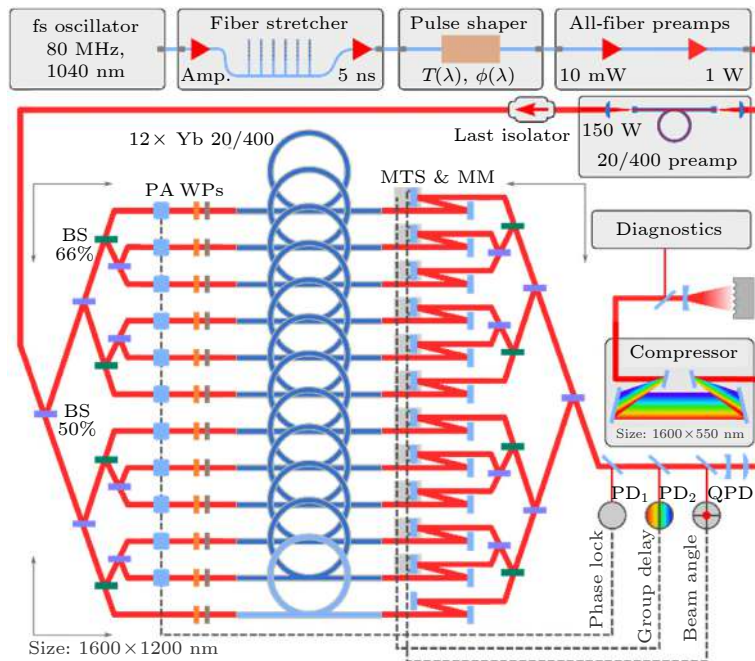 fs oscillator
80 MHz,
1040 nm
Fiber stretcher
Amp.
5 ns
Pulse shaper
T(λ), ϕ(λ)
All-fiber preamps
10 mW
1 W
Last isolator
150 W
20/400 preamp
12× Yb 20/400
PA WPs
MTS & MM
BS
66%
BS
50%
Diagnostics
Compressor
Size: 1600×550 nm
PD₁
PD₂
QPD
Phase lock
Group delay
Beam angle
Size: 1600×1200 nm